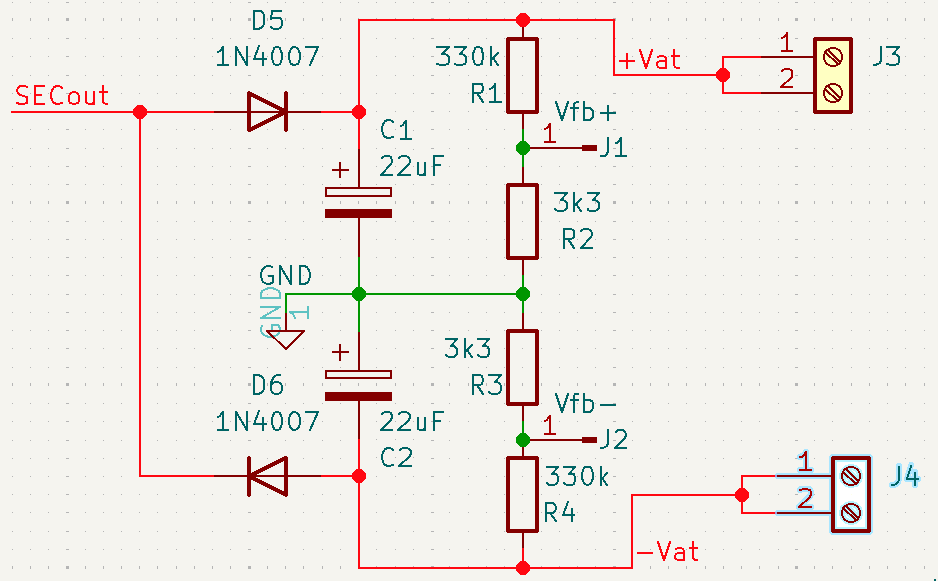 D5
1N4007
SECout
330k
R1
+Vat
1
2
J3
Vfb+
1
J1
C1
+
22uF
3k3
R2
GND
GND
1
+
3k3
R3
D6
1N4007
22uF
C2
Vfb-
1
J2
330k
R4
1
2
J4
-Vat